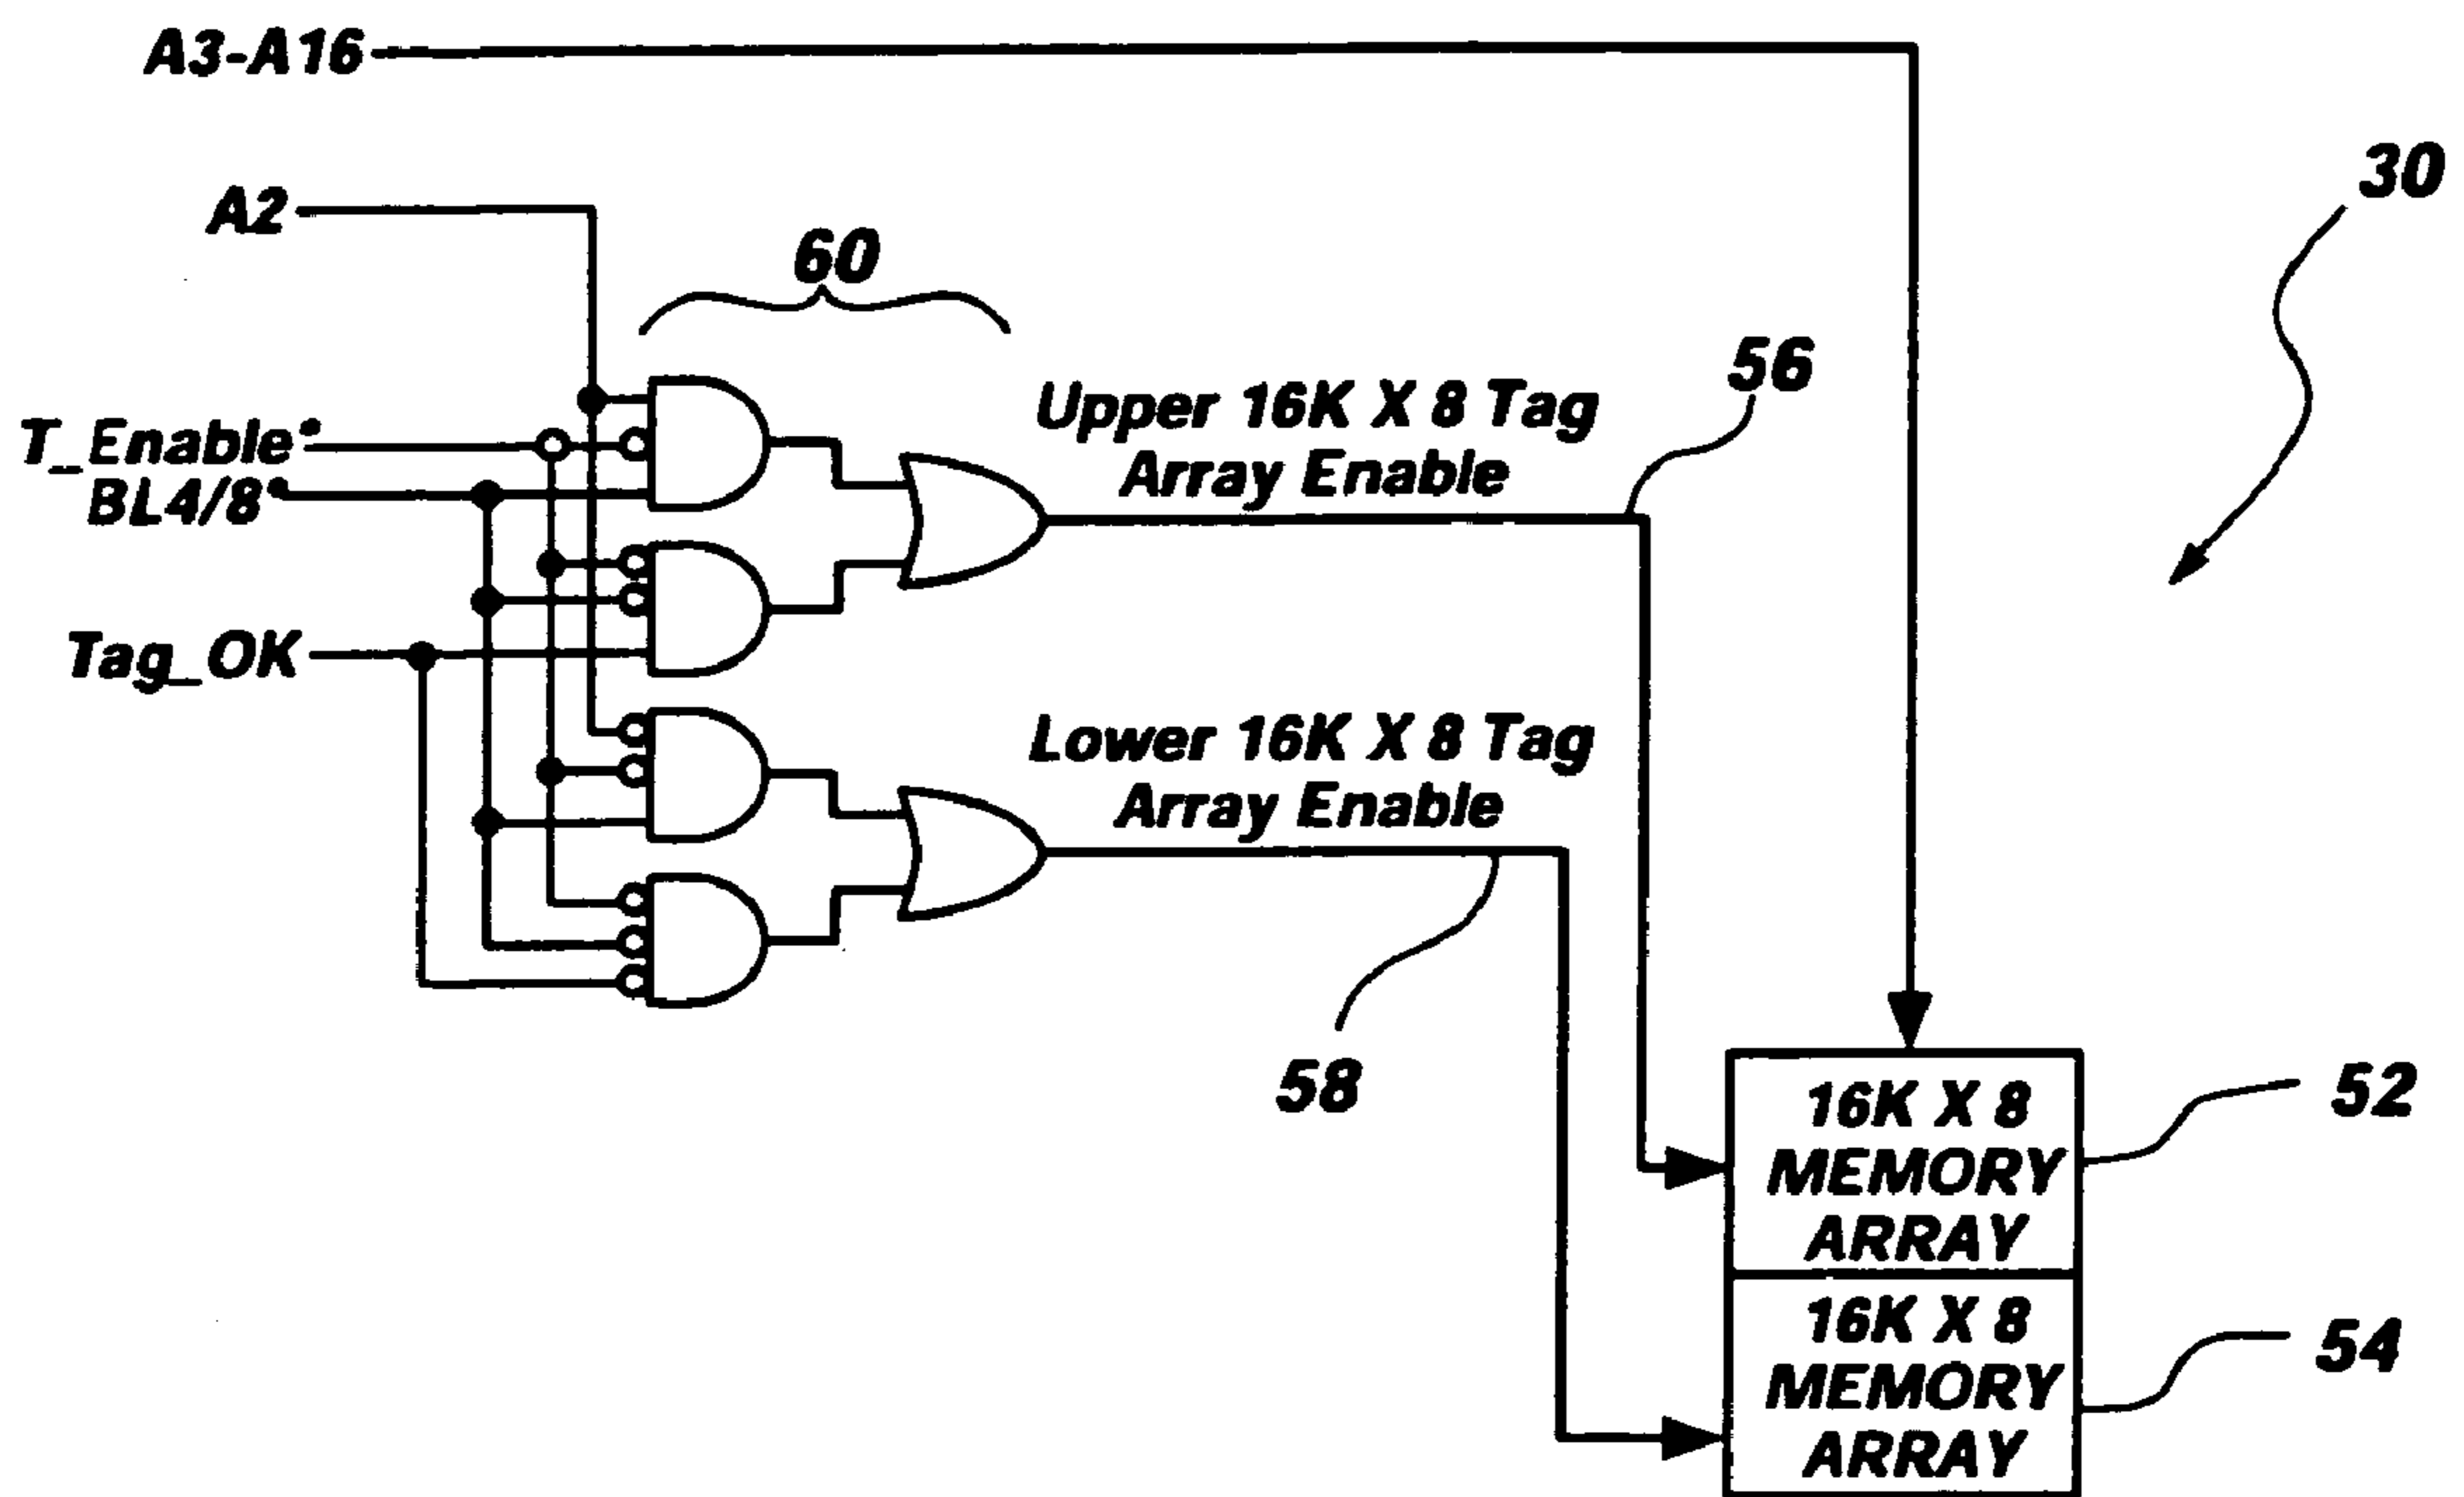 A3-A16
30
A2
60
56
T_Enable*
Upper 16K X 8 Tag
Array Enable
BL4/8*
Tag_OK
Lower 16K X 8 Tag
Array Enable
58
16K X 8
MEMORY
ARRAY
52
16K X 8
MEMORY
ARRAY
54